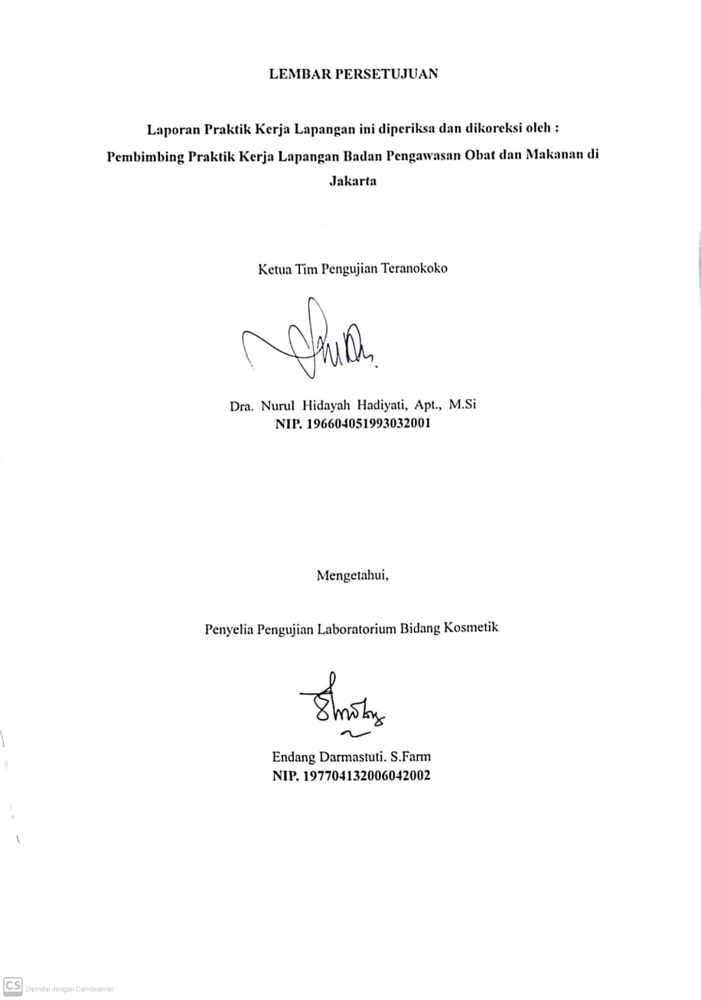 LEMBAR PERSETUJUAN
Laporan Praktik Kerja Lapangan ini diperiksa dan dikoreksi oleh :
Pembimbing Praktik Kerja Lapangan Badan Pengawasan Obat dan Makanan di
Jakarta
Ketua Tim Pengujian Teranokoko
Dra. Nurul Hidayah Hadiyati, Apt., M.Si
NIP. 196604051993032001
Mengetahui,
Penyelia Pengujian Laboratorium Bidang Kosmetik
Endang Darmastuti. S.Farm
NIP. 197704132006042002
CS Dipindai dengan CamScanner